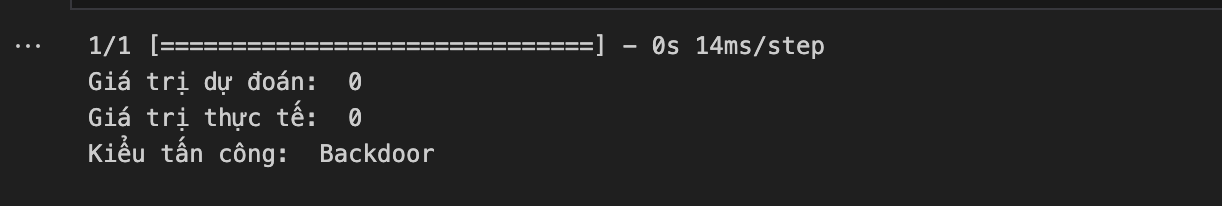 ... 1/1 [==============================] - 0s 14ms/step
Giá trị dự đoán:  0
Giá trị thực tế:  0
Kiểu tấn công:  Backdoor